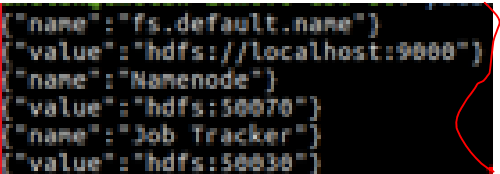 {"name":"fs.default.name"}
{"value":"hdfs://localhost:9000"}
{"name":"Namenode"}
{"value":"hdfs:50070"}
{"name":"Job Tracker"}
{"value":"hdfs:50030"}